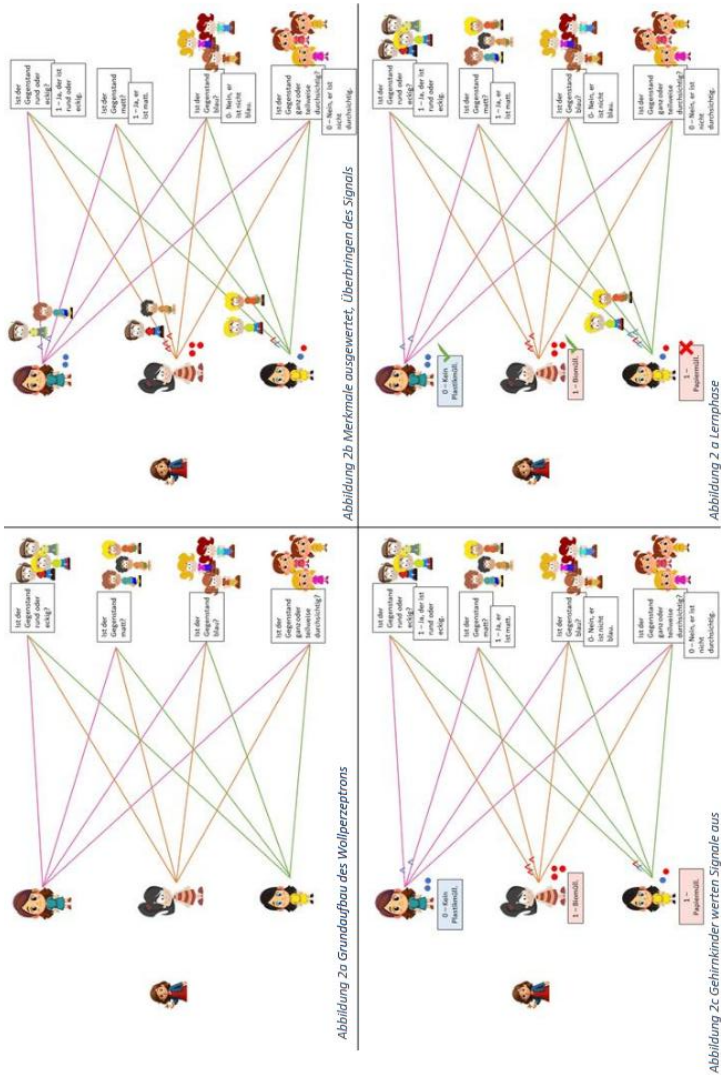 Ist der
Gegenstand
rund oder
eckig?
Ist der
Gegenstand
matt?
Ist der
Gegenstand
blau?
Ist der
Gegenstand
ganz oder
teilweise
durchsichtig?
Abbildung 2a Grundaufbau des Wollperzeptrons
Ist der
Gegenstand
rund oder
eckig?
1 – Ja, der ist
rund oder
eckig.
Ist der
Gegenstand
matt?
1 – Ja, er
ist matt.
Ist der
Gegenstand
blau?
0- Nein, er
ist nicht
blau.
Ist der
Gegenstand
ganz oder
teilweise
durchsichtig?
0 – Nein, er ist
nicht
durchsichtig.
Abbildung 2b Merkmale ausgewertet, Überbringen des Signals
0 – Kein
Plastikmüll.
1 – Biomüll.
1 –
Papiermüll.
Ist der
Gegenstand
rund oder
eckig?
1 – Ja, der ist
rund oder
eckig.
Ist der
Gegenstand
matt?
1 – Ja, er
ist matt.
Ist der
Gegenstand
blau?
0- Nein, er
ist nicht
blau.
Ist der
Gegenstand
ganz oder
teilweise
durchsichtig?
0 – Nein, er ist
nicht
durchsichtig.
Abbildung 2c Gehirnkinder werten Signale aus
0 – Kein
Plastikmüll.
1 – Biomüll.
1 –
Papiermüll.
Ist der
Gegenstand
rund oder
eckig?
1 – Ja, der ist
rund oder
eckig.
Ist der
Gegenstand
matt?
1 – Ja, er
ist matt.
Ist der
Gegenstand
blau?
0- Nein, er
ist nicht
blau.
Ist der
Gegenstand
ganz oder
teilweise
durchsichtig?
0 – Nein, er ist
nicht
durchsichtig.
Abbildung 2 a Lernphase